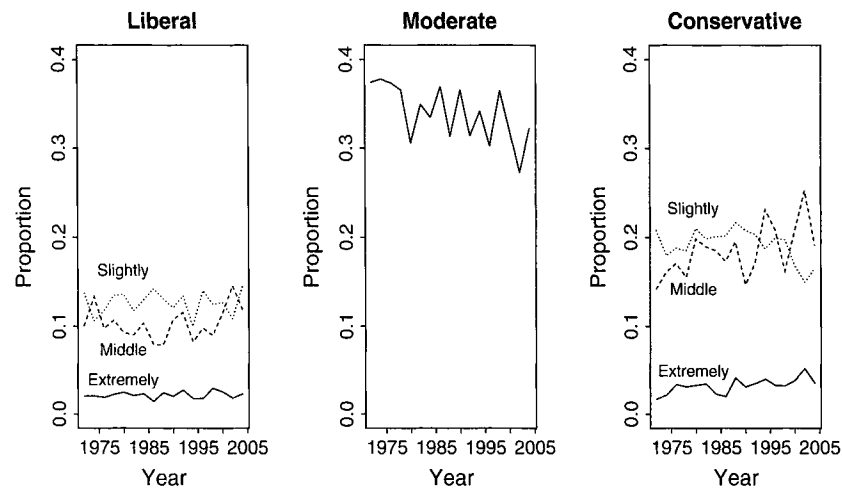 Liberal
Proportion
0.0 0.1 0.2 0.3 0.4
Slightly
Middle
Extremely
1975 1985 1995 2005
Year
Moderate
Proportion
0.0 0.1 0.2 0.3 0.4
1975 1985 1995 2005
Year
Conservative
Proportion
0.0 0.1 0.2 0.3 0.4
Slightly
Middle
Extremely
1975 1985 1995 2005
Year